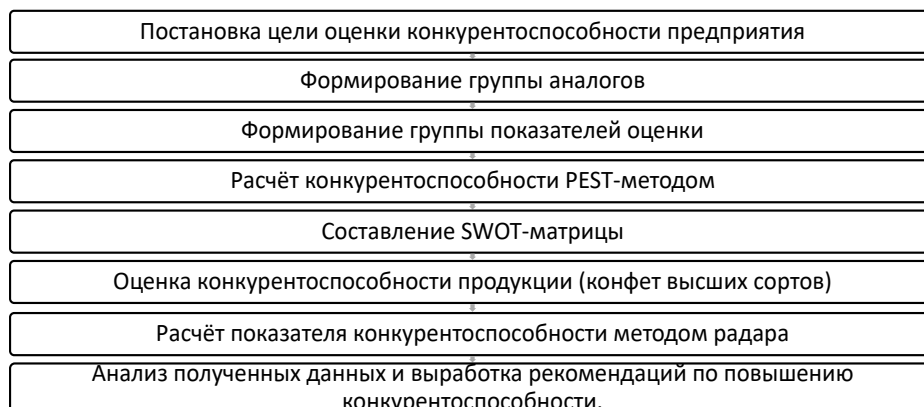 Постановка цели оценки конкурентоспособности предприятия
Формирование группы аналогов
Формирование группы показателей оценки
Расчёт конкурентоспособности PEST-методом
Составление SWOT-матрицы
Оценка конкурентоспособности продукции (конфет высших сортов)
Расчёт показателя конкурентоспособности методом радара
Анализ полученных данных и выработка рекомендаций по повышению
конкурентоспособности.